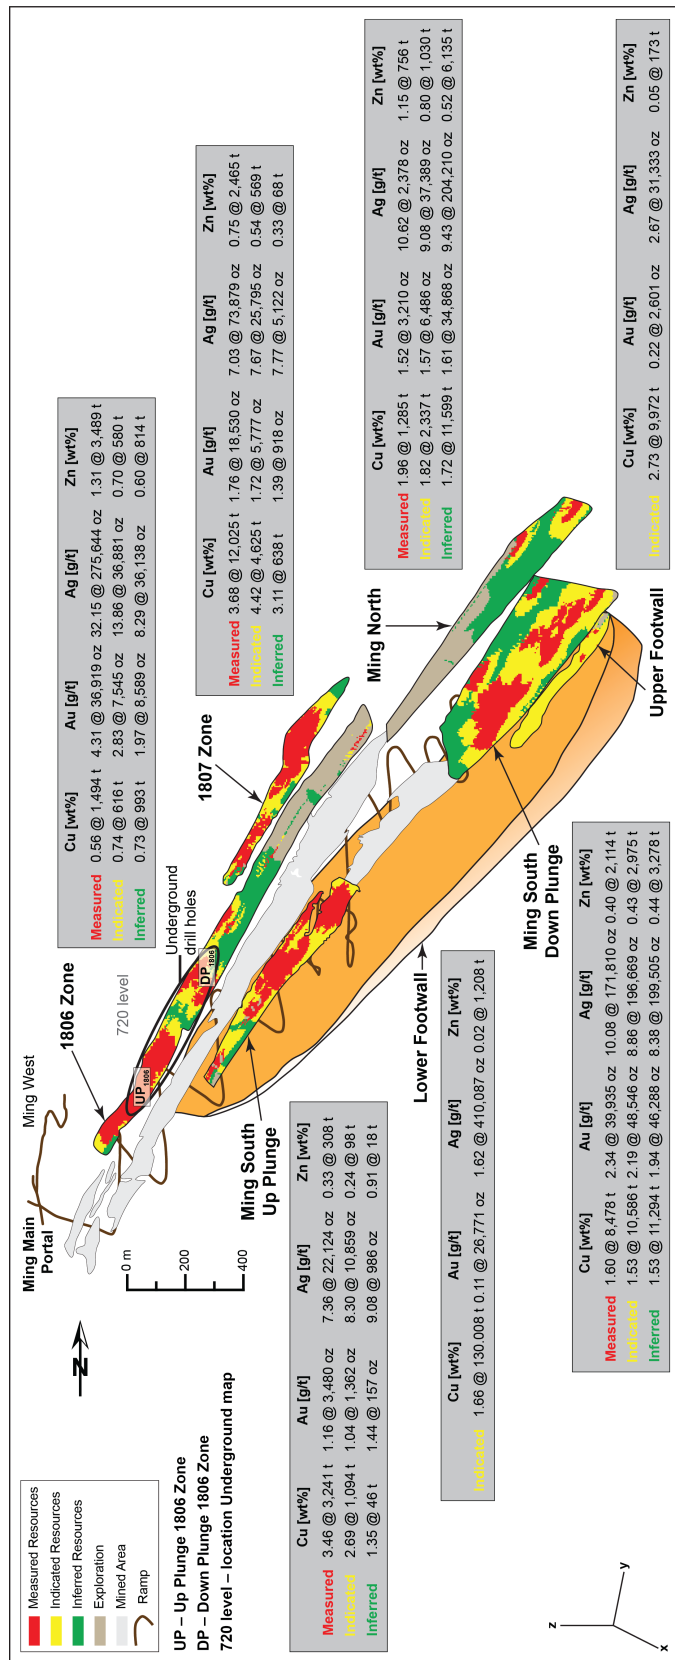 Measured Resources
Indicated Resources
Inferred Resources
Exploration
Mined Area
Ramp
UP – Up Plunge 1806 Zone
DP – Down Plunge 1806 Zone
720 level – location Underground map
N
0 m
200
400
Ming Main
Portal
Ming West
1806 Zone
720 level
UP 1806
DP 1806
Underground
drill holes
Cu [wt%] Au [g/t] Ag [g/t] Zn [wt%]
Measured 0.56 @ 1,494 t 4.31 @ 36,919 oz 32.15 @ 275,644 oz 1.31 @ 3,489 t
Indicated 0.74 @ 616 t 2.83 @ 7,545 oz 13.86 @ 36,881 oz 0.70 @ 580 t
Inferred 0.73 @ 993 t 1.97 @ 8,589 oz 8.29 @ 36,138 oz 0.60 @ 814 t
1807 Zone
Cu [wt%] Au [g/t] Ag [g/t] Zn [wt%]
Measured 3.68 @ 12,025 t 1.76 @ 18,530 oz 7.03 @ 73,879 oz 0.75 @ 2,465 t
Indicated 4.42 @ 4,625 t 1.72 @ 5,777 oz 7.67 @ 25,795 oz 0.54 @ 569 t
Inferred 3.11 @ 638 t 1.39 @ 918 oz 7.77 @ 5,122 oz 0.33 @ 68 t
Ming North
Cu [wt%] Au [g/t] Ag [g/t] Zn [wt%]
Measured 1.96 @ 1,285 t 1.52 @ 3,210 oz 10.62 @ 2,378 oz 1.15 @ 756 t
Indicated 1.82 @ 2,337 t 1.57 @ 6,486 oz 9.08 @ 37,389 oz 0.80 @ 1,030 t
Inferred 1.72 @ 11,599 t 1.61 @ 34,868 oz 9.43 @ 204,210 oz 0.52 @ 6,135 t
Upper Footwall
Cu [wt%] Au [g/t] Ag [g/t] Zn [wt%]
Indicated 2.73 @ 9,972 t 0.22 @ 2,601 oz 2.67 @ 31,333 oz 0.05 @ 173 t
Ming South
Up Plunge
Cu [wt%] Au [g/t] Ag [g/t] Zn [wt%]
Measured 3.46 @ 3,241 t 1.16 @ 3,480 oz 7.36 @ 22,124 oz 0.33 @ 308 t
Indicated 2.69 @ 1,094 t 1.04 @ 1,362 oz 8.30 @ 10,859 oz 0.24 @ 98 t
Inferred 1.35 @ 46 t 1.44 @ 157 oz 9.08 @ 986 oz 0.91 @ 18 t
Lower Footwall
Cu [wt%] Au [g/t] Ag [g/t] Zn [wt%]
Indicated 1.66 @ 130.008 t 0.11 @ 26,771 oz 1.62 @ 410,087 oz 0.02 @ 1,208 t
Ming South
Down Plunge
Cu [wt%] Au [g/t] Ag [g/t] Zn [wt%]
Measured 1.60 @ 8,478 t 2.34 @ 39,935 oz 10.08 @ 171,810 oz 0.40 @ 2,114 t
Indicated 1.53 @ 10,586 t 2.19 @ 48,546 oz 8.86 @ 196,669 oz 0.43 @ 2,975 t
Inferred 1.53 @ 11,294 t 1.94 @ 46,288 oz 8.38 @ 199,505 oz 0.44 @ 3,278 t
z
y
x